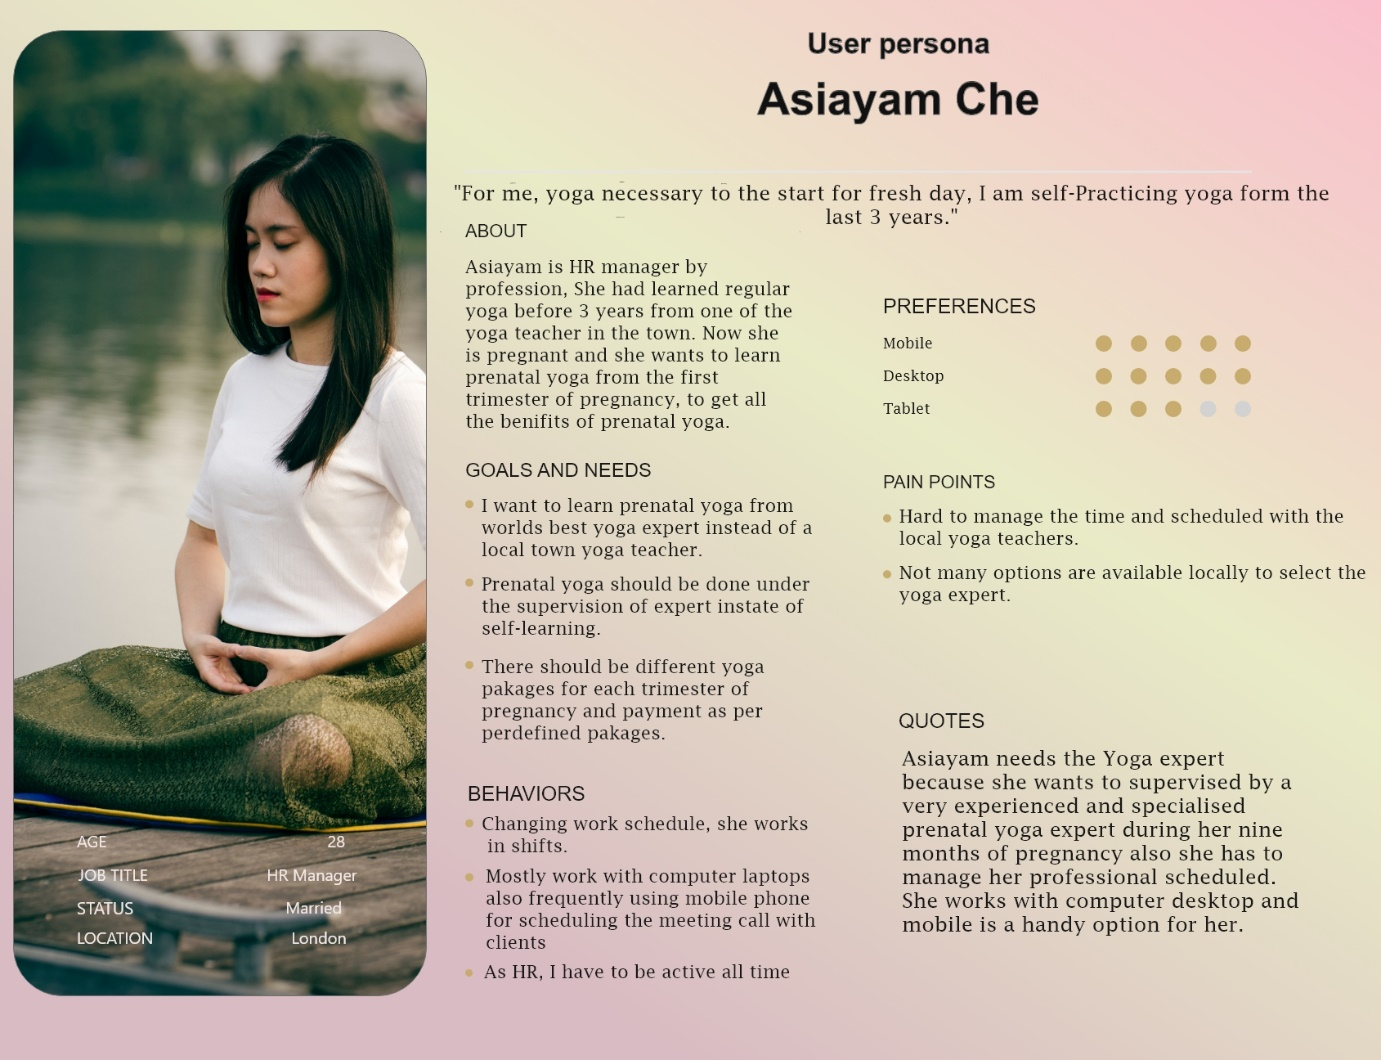 User persona
Asiayam Che
"For me, yoga necessary to the start for fresh day, I am self-Practicing yoga form the
last 3 years."
ABOUT
Asiayam is HR manager by
profession, She had learned regular
yoga before 3 years from one of the
yoga teacher in the town. Now she
is pregnant and she wants to learn
prenatal yoga from the first
trimester of pregnancy, to get all
the benifits of prenatal yoga.
GOALS AND NEEDS
I want to learn prenatal yoga from
worlds best yoga expert instead of a
local town yoga teacher.
Prenatal yoga should be done under
the supervision of expert instate of
self-learning.
There should be different yoga
pakages for each trimester of
pregnancy and payment as per
perdefined pakages.
BEHAVIORS
Changing work schedule, she works
in shifts.
Mostly work with computer laptops
also frequently using mobile phone
for scheduling the meeting call with
clients
As HR, I have to be active all time
PREFERENCES
Mobile
Desktop
Tablet
PAIN POINTS
Hard to manage the time and scheduled with the
local yoga teachers.
Not many options are available locally to select the
yoga expert.
QUOTES
Asiayam needs the Yoga expert
because she wants to supervised by a
very experienced and specialised
prenatal yoga expert during her nine
months of pregnancy also she has to
manage her professional scheduled.
She works with computer desktop and
mobile is a handy option for her.
AGE 28
JOB TITLE HR Manager
STATUS Married
LOCATION London